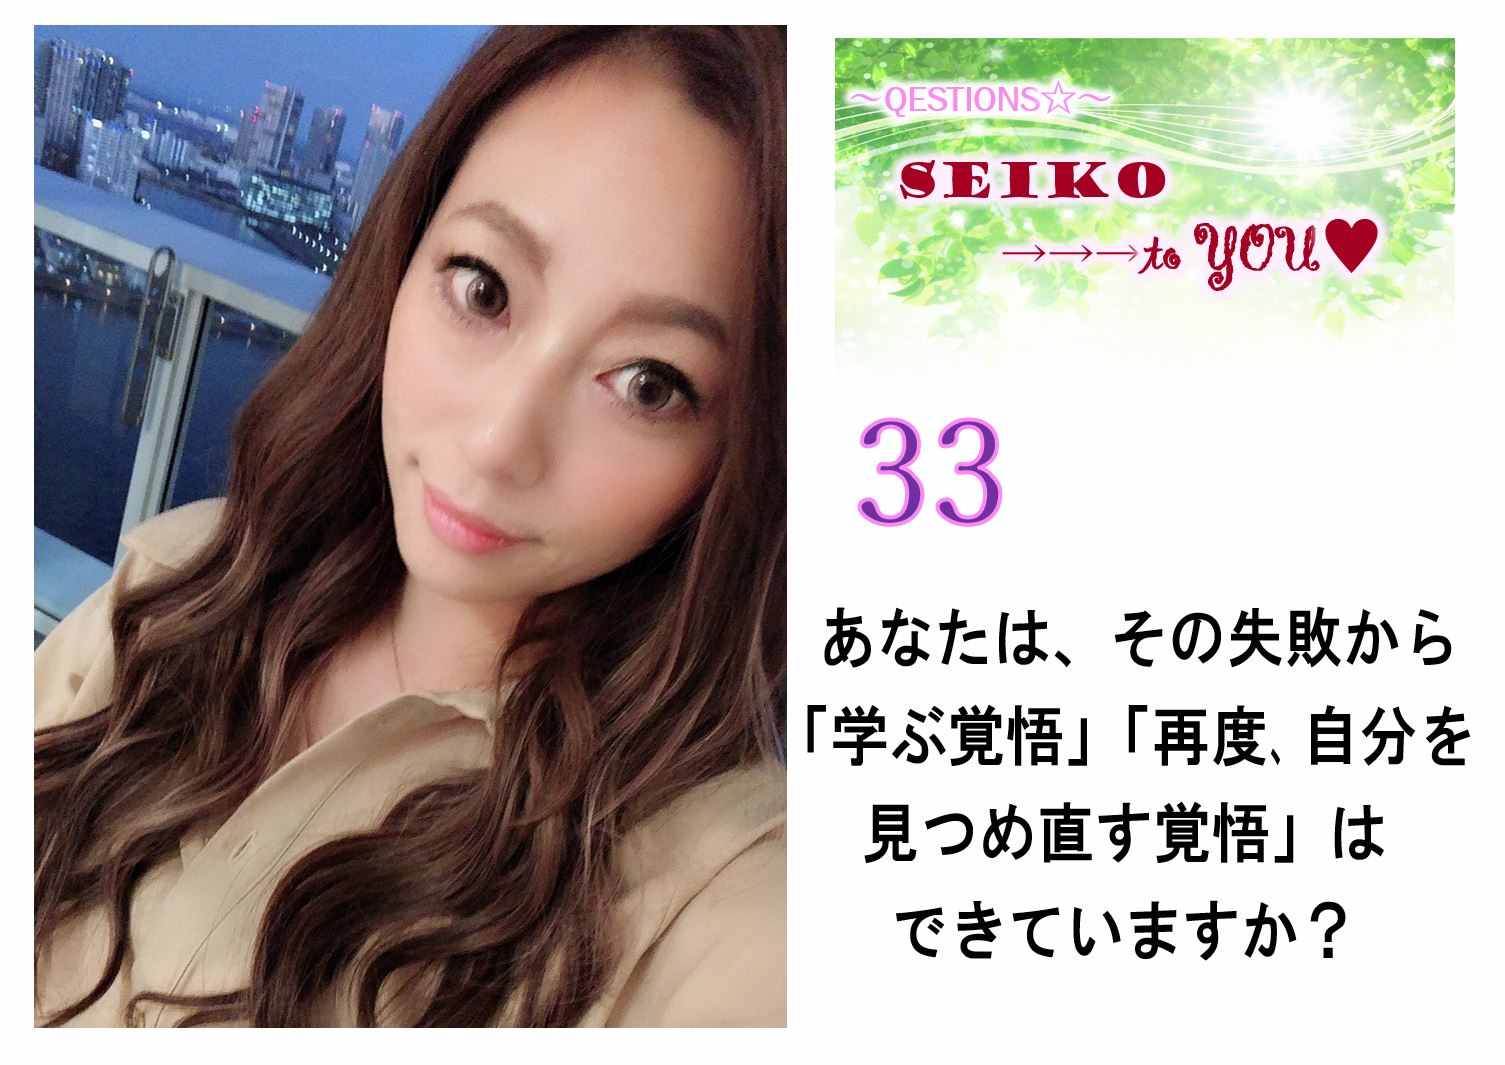 ～QESTIONS☆～
SEIKO
→→→to YOU♥
33
あなたは、その失敗から
「学ぶ覚悟」「再度、自分を
見つめ直す覚悟」は
できていますか？